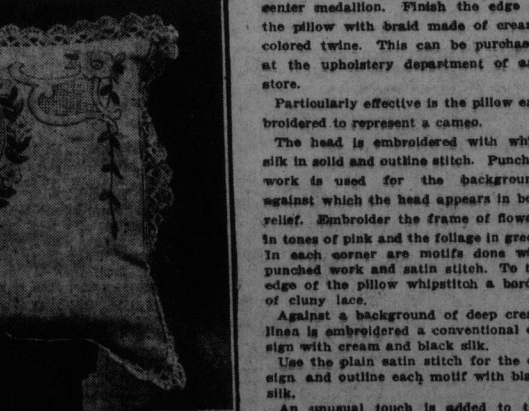 center medallion. Finish the edge
the pillow with braid made of crea
colored twine. This can be purchas
at the upholstery department of a
store.
Particularly effective is the pillow e
broidered to represent a cameo.
The head is embroidered with wh
silk in solid and outline stitch. Punch
work is used for the backgroun
against which the head appears in b
relief. Embroider the frame of flow
in tones of pink and the foliage in gree
In each corner are motifs done w
punched work and satin stitch. To t
edge of the pillow whipstitch a bord
of cluny lace.
Against a background of deep crea
linen is embroidered a conventional
sign with cream and black silk.
Use the plain satin stitch for the
sign and outline each motif with bla
silk.
An unusual touch is added to